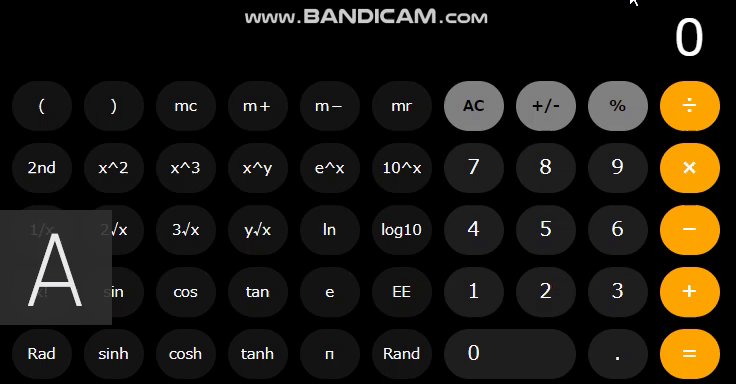 www.BANDICAM.com
0
( ) mc m+ m− mr AC +/- % ÷
2nd x^2 x^3 x^y e^x 10^x 7 8 9 ×
1/x 2√x 3√x y√x ln log10 4 5 6 −
A
sin cos tan e EE 1 2 3 +
Rad sinh cosh tanh п Rand 0 . =